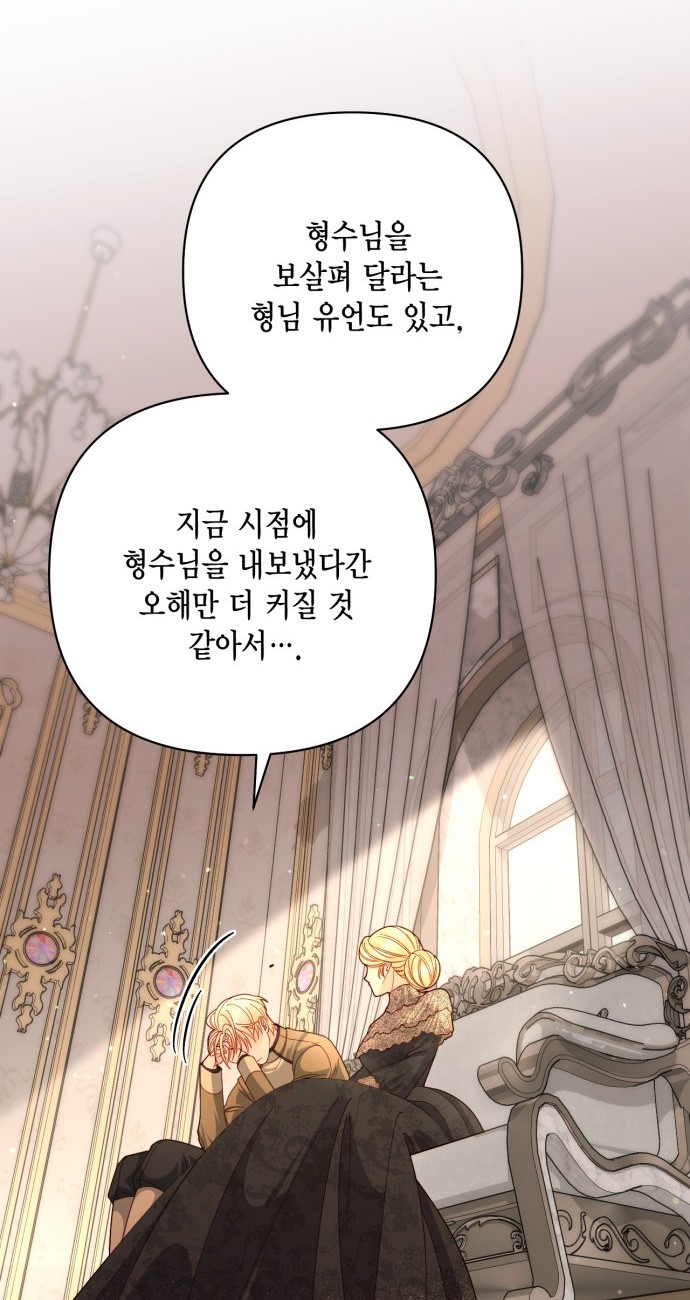 형수님을
보살펴 달라는
형님 유언도 있고,
지금 시점에
형수님을 내보냈다간
오해만 더 커질 것
같아서….